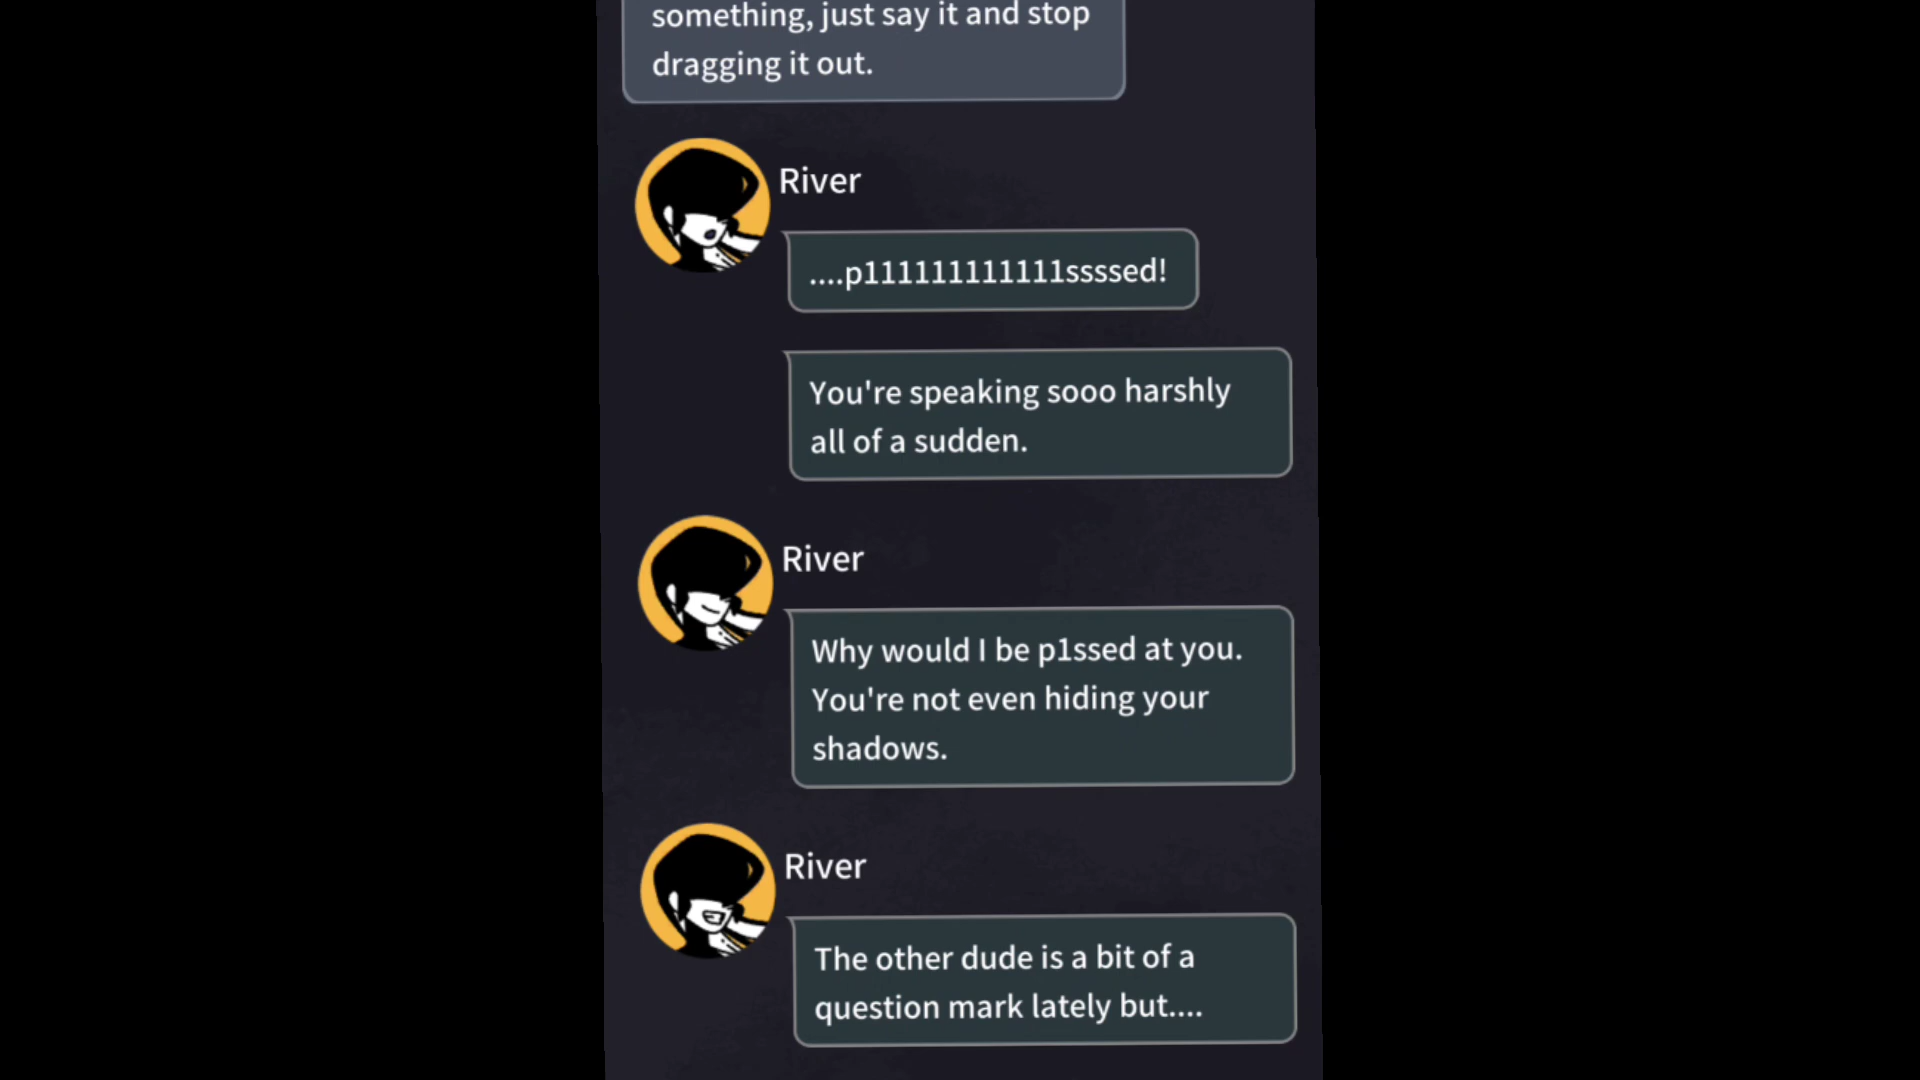 something, just say it and stop
dragging it out.
River
....p111111111111ssssed!
You're speaking sooo harshly
all of a sudden.
River
Why would I be p1ssed at you.
You're not even hiding your
shadows.
River
The other dude is a bit of a
question mark lately but....